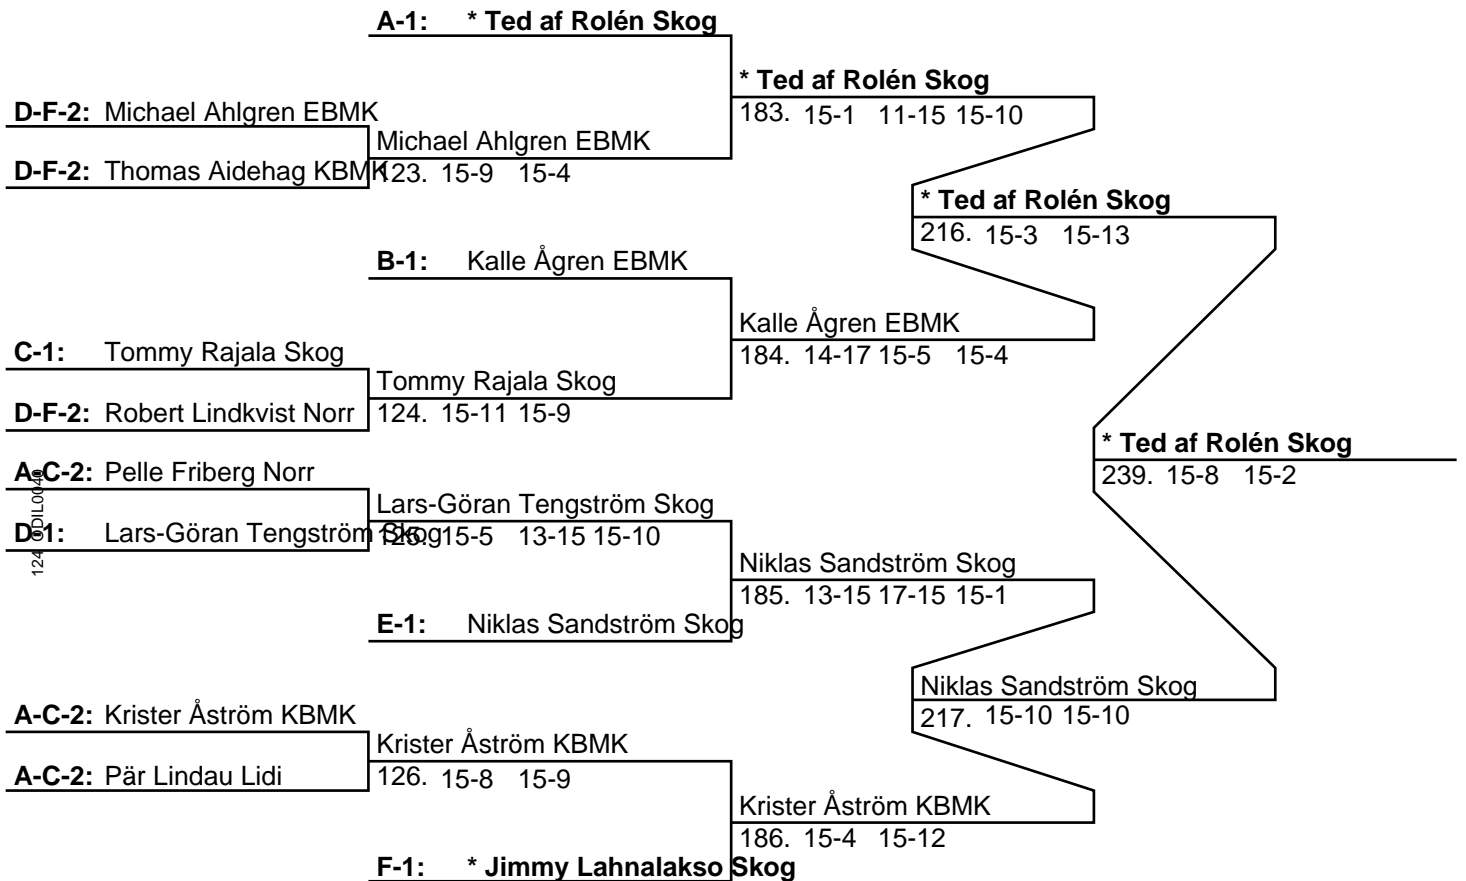 A-1: * Ted af Rolén Skog
* Ted af Rolén Skog
183. 15-1 11-15 15-10
D-F-2: Michael Ahlgren EBMK
Michael Ahlgren EBMK
D-F-2: Thomas Aidehag KBMK
123. 15-9 15-4
* Ted af Rolén Skog
216. 15-3 15-13
B-1: Kalle Ågren EBMK
Kalle Ågren EBMK
184. 14-17 15-5 15-4
C-1: Tommy Rajala Skog
Tommy Rajala Skog
D-F-2: Robert Lindkvist Norr
124. 15-11 15-9
* Ted af Rolén Skog
239. 15-8 15-2
A-C-2: Pelle Friberg Norr
Lars-Göran Tengström Skog
D-1: Lars-Göran Tengström Skog
125. 15-5 13-15 15-10
Niklas Sandström Skog
185. 13-15 17-15 15-1
E-1: Niklas Sandström Skog
Niklas Sandström Skog
217. 15-10 15-10
A-C-2: Krister Åström KBMK
Krister Åström KBMK
A-C-2: Pär Lindau Lidi
126. 15-8 15-9
Krister Åström KBMK
186. 15-4 15-12
F-1: * Jimmy Lahnalakso Skog